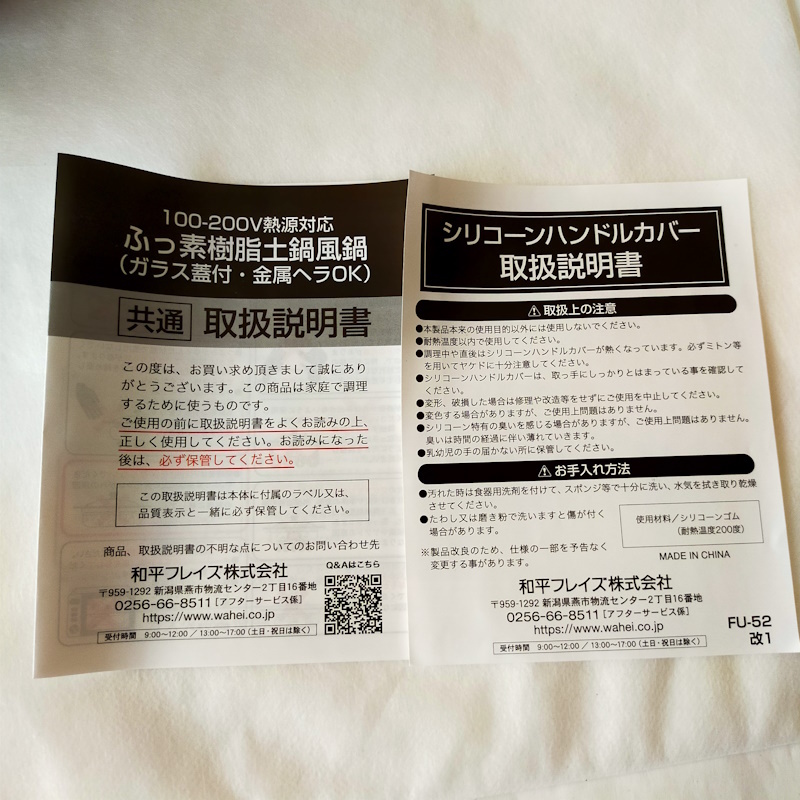 100-200V熱源対応
ふっ素樹脂土鍋風鍋
(ガラス蓋付・金属ヘラOK)
共通 取扱説明書
この度は、お買い求め頂きまして誠にあり
がとうございます。この商品は家庭で調理
するために使うものです。
ご使用の前に取扱説明書をよくお読みの上、
正しく使用してください。お読みになった
後は、必ず保管してください。
この取扱説明書は本体に付属のラベル又は、
品質表示と一緒に必ず保管してください。
商品、取扱説明書の不明な点についてのお問い合わせ先
和平フレイズ株式会社
〒959-1292 新潟県燕市物流センター2丁目16番地
0256-66-8511[アフターサービス係]
https://www.wahei.co.jp
受付時間 9:00~12:00 / 13:00~17:00(土日・祝日は除く)
Q&Aはこちら
シリコーンハンドルカバー
取扱説明書
⚠取扱上の注意
●本製品本来の使用目的以外には使用しないでください。
●耐熱温度以内で使用してください。
●調理中や直後はシリコーンハンドルカバーが熱くなっています。必ずミトン等
を用いてヤケドに十分注意してください。
●シリコーンハンドルカバーは、取っ手にしっかりとはまっている事を確認して
ください。
●変形、破損した場合は修理や改造等をせずにご使用を中止してください。
●変色する場合がありますが、ご使用上問題はありません。
●シリコーン特有の臭いを感じる場合がありますが、ご使用上問題はありません。
臭いは時間の経過に伴い薄れていきます。
●乳幼児の手の届かない所に保管してください。
⚠お手入れ方法
●汚れた時は食器用洗剤を付けて、スポンジ等で十分に洗い、水気を拭き取り乾燥
させてください。
●たわし又は磨き粉で洗いますと傷が付く
場合があります。
※製品改良のため、仕様の一部を予告なく
変更する事があります。
使用材料/シリコーンゴム
(耐熱温度200度)
MADE IN CHINA
和平フレイズ株式会社
〒959-1292 新潟県燕市物流センター2丁目16番地
0256-66-8511[アフターサービス係]
https://www.wahei.co.jp
受付時間 9:00~12:00 / 13:00~17:00(土日・祝日は除く)
FU-52
改1